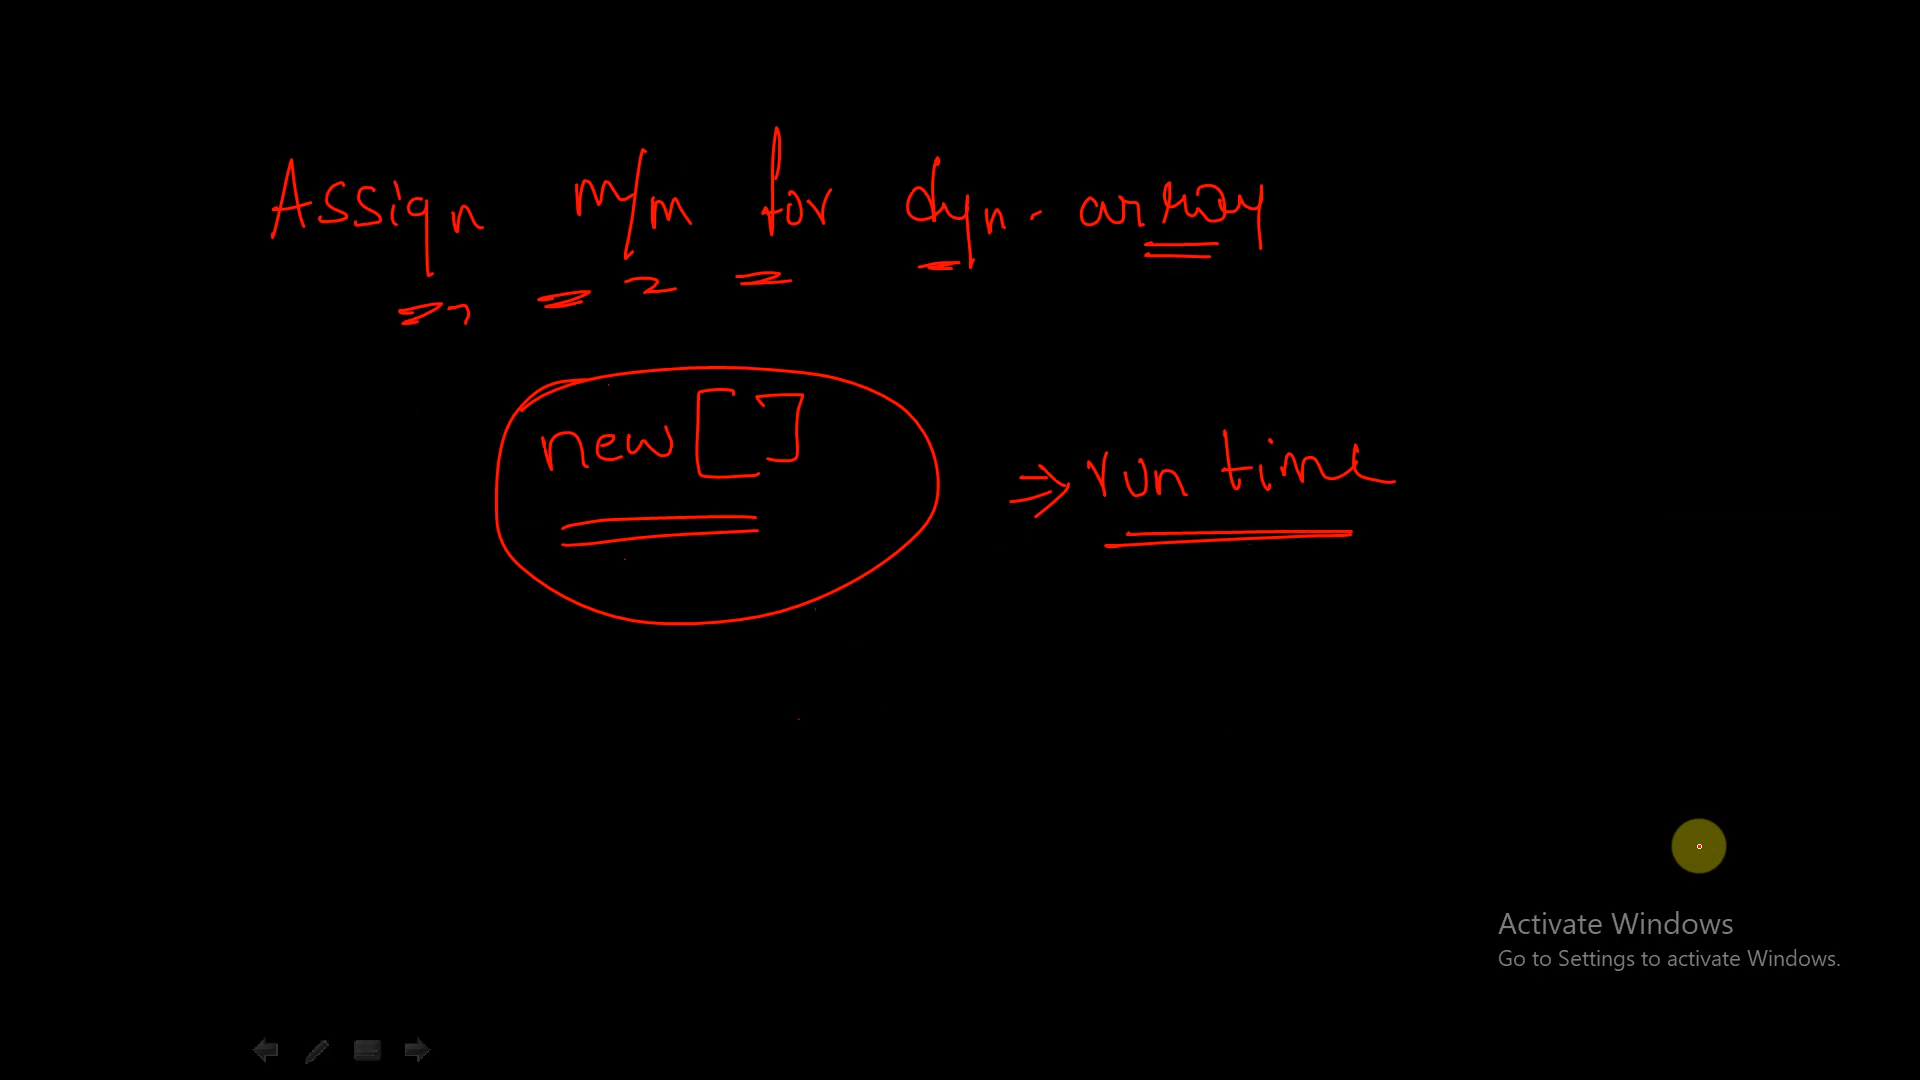 Assign m/m for dyn. array
new[] ⇒ run time
Activate Windows
Go to Settings to activate Windows.